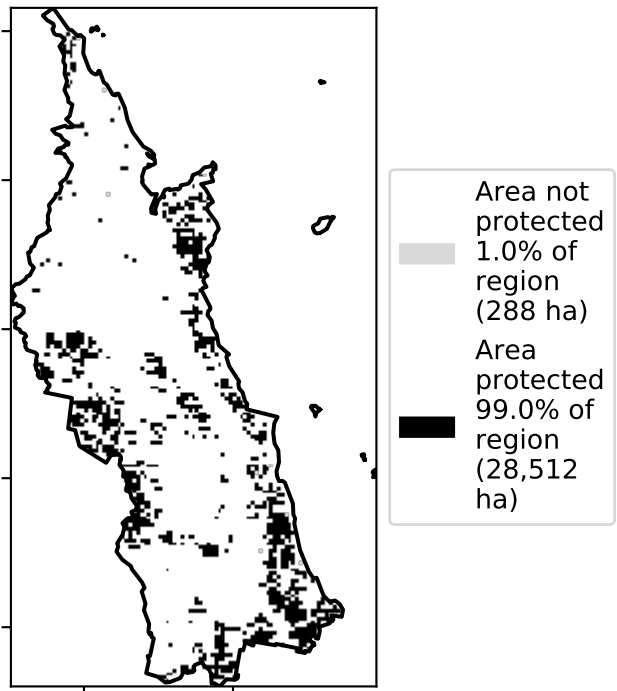 Area not
protected
1.0% of
region
(288 ha)
Area
protected
99.0% of
region
(28,512
ha)